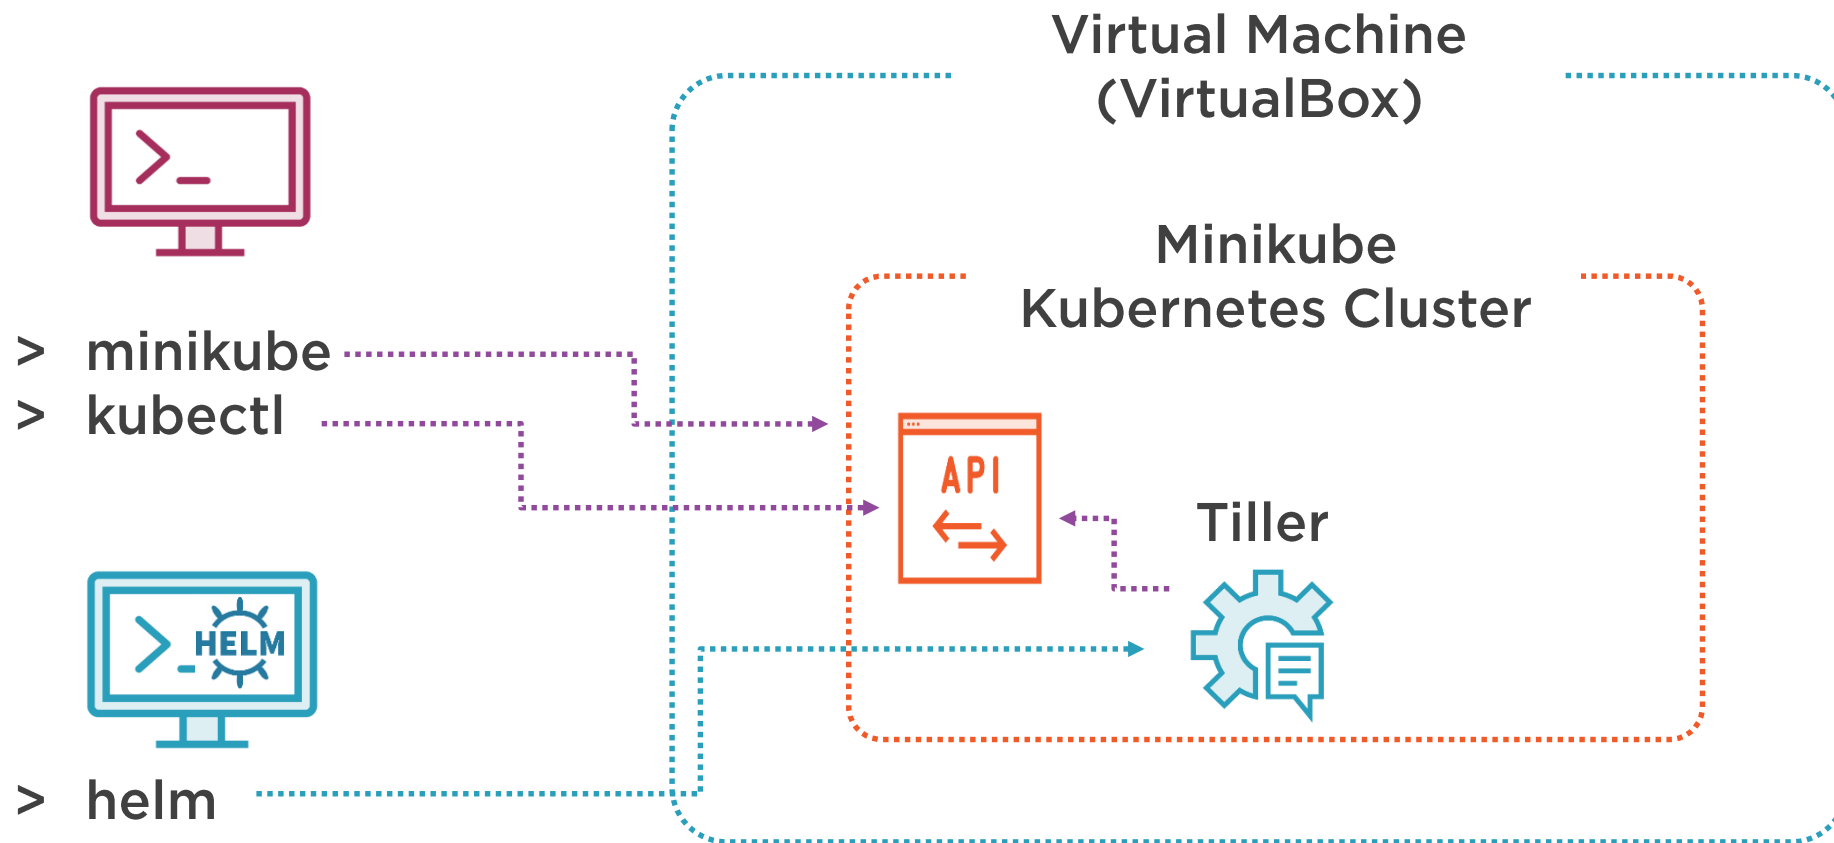 Virtual Machine
(VirtualBox)
>_
Minikube
Kubernetes Cluster
> minikube
> kubectl
API
Tiller
>_ HELM
> helm